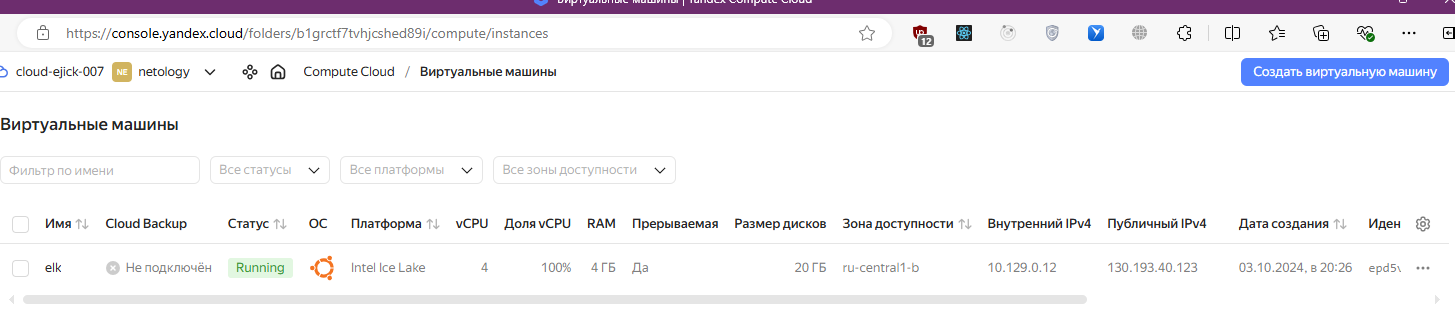 Виртуальные машины | Yandex Compute Cloud
https://console.yandex.cloud/folders/b1grctf7tvhjcshed89i/compute/instances
12
cloud-ejick-007 NE netology Compute Cloud / Виртуальные машины Создать виртуальную машину
Виртуальные машины
Фильтр по имени Все статусы Все платформы Все зоны доступности
Имя Cloud Backup Статус ОС Платформа vCPU Доля vCPU RAM Прерываемая Размер дисков Зона доступности Внутренний IPv4 Публичный IPv4 Дата создания Иден
elk Не подключён Running Intel Ice Lake 4 100% 4 ГБ Да 20 ГБ ru-central1-b 10.129.0.12 130.193.40.123 03.10.2024, в 20:26 epd5v